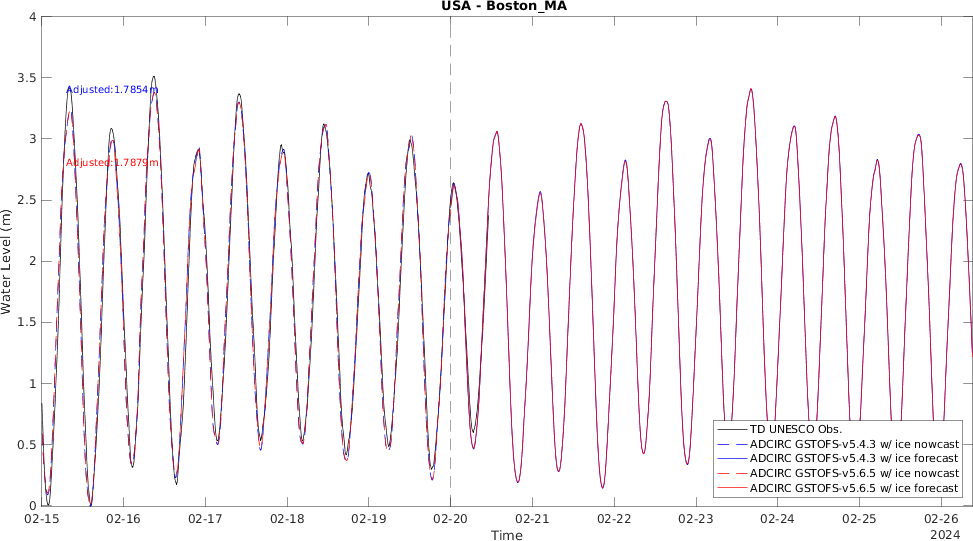 USA - Boston_MA
4
3.5
3
2.5
2
1.5
1
0.5
0
Water Level (m)
Adjusted:1.7854m
Adjusted:1.7879m
TD UNESCO Obs.
ADCIRC GSTOFS-v5.4.3 w/ ice nowcast
ADCIRC GSTOFS-v5.4.3 w/ ice forecast
ADCIRC GSTOFS-v5.6.5 w/ ice nowcast
ADCIRC GSTOFS-v5.6.5 w/ ice forecast
02-15 02-16 02-17 02-18 02-19 02-20 02-21 02-22 02-23 02-24 02-25 02-26
Time
2024